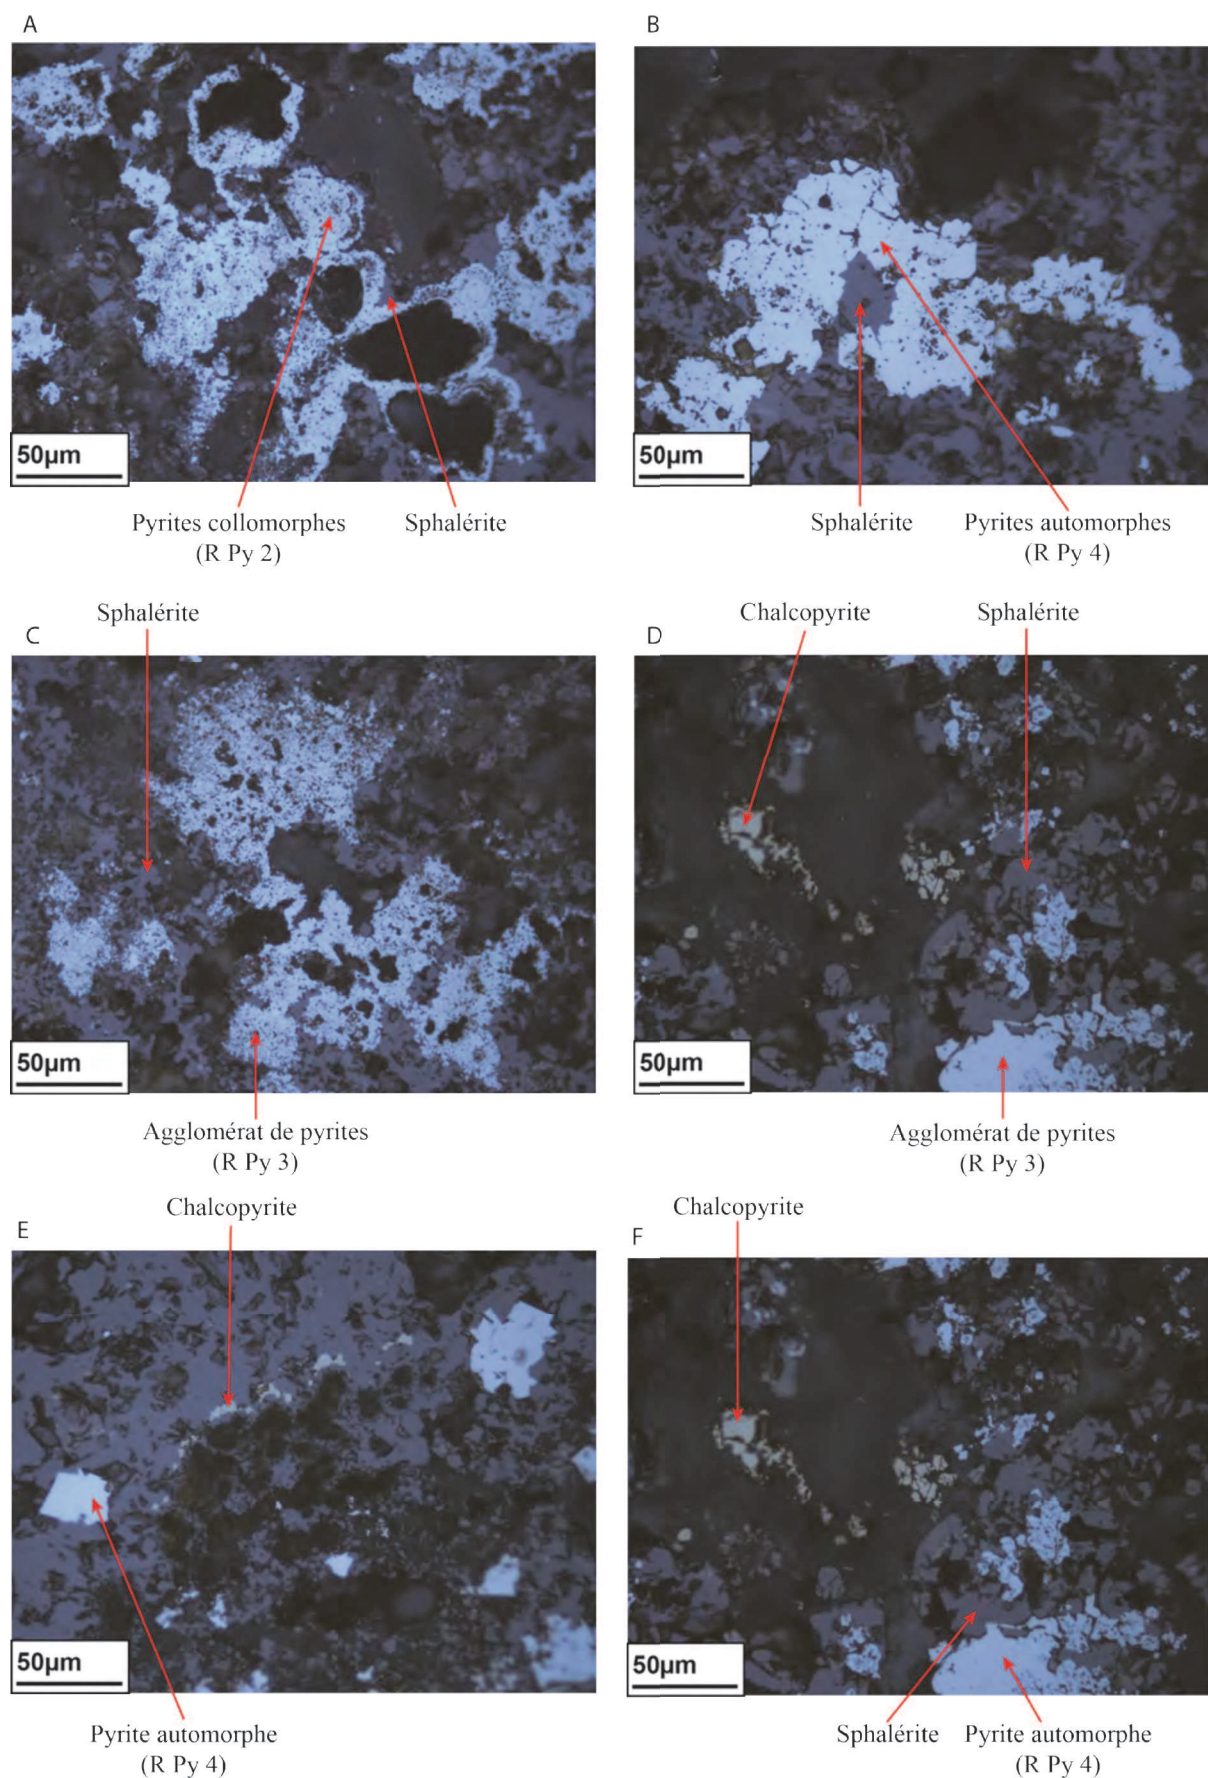 A
B
50µm
50µm
Pyrites collomorphes
(R Py 2)
Sphalérite
Sphalérite
Pyrites automorphes
(R Py 4)
Sphalérite
Chalcopyrite
Sphalérite
C
D
50µm
50µm
Agglomérat de pyrites
(R Py 3)
Agglomérat de pyrites
(R Py 3)
Chalcopyrite
Chalcopyrite
E
F
50µm
50µm
Pyrite automorphe
(R Py 4)
Sphalérite
Pyrite automorphe
(R Py 4)